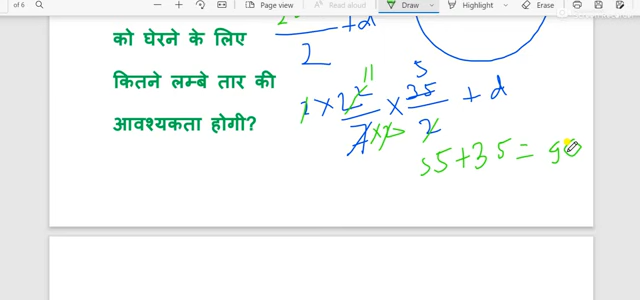 of 6 Page view Read aloud Draw Highlight Erase
2 + d
को घेरने के लिए
कितने लम्बे तार की
आवश्यकता होगी?
1 × 22/7×2 × 35/2 + d
11 5
55 + 35 = 90